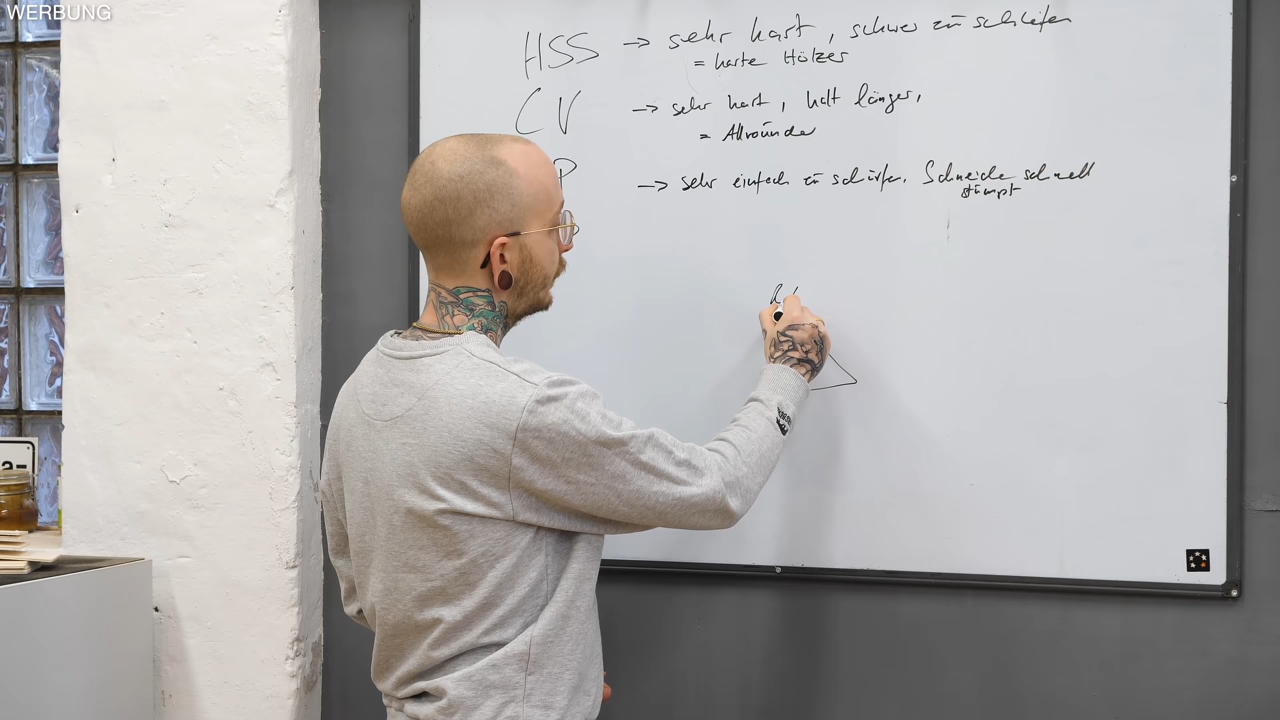 WERBUNG
HSS → sehr hart, schwer zu schleifen
= harte Hölzer
CV → sehr hart, hält länger,
= Allrounder
P → sehr einfach zu schärfen. Schneide schnell
stumpf